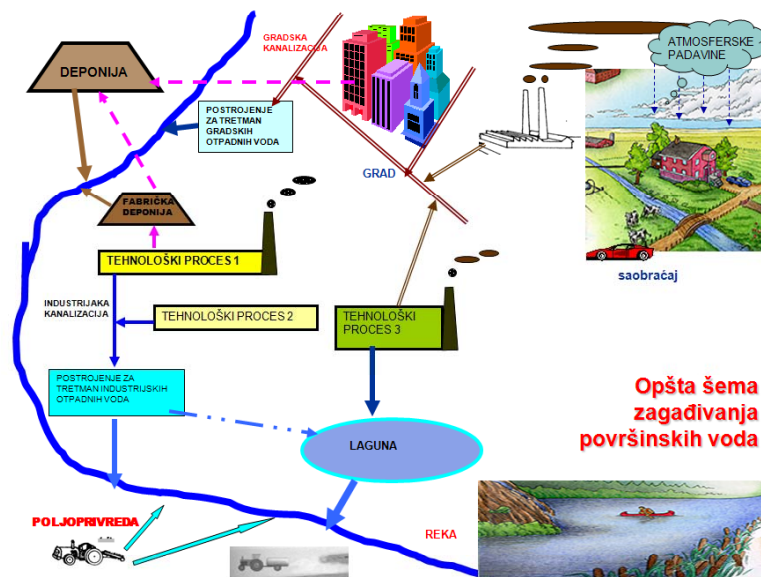 GRADSKA
KANALIZACIJA
ATMOSFERSKE
PADAVINE
DEPONIJA
POSTROJENJE
ZA TRETMAN
GRADSKIH
OTPADNIH VODA
GRAD
FABRIČKA
DEPONIJA
TEHNOLOŠKI PROCES 1
saobraćaj
INDUSTRIJAKA
KANALIZACIJA
TEHNOLOŠKI PROCES 2
TEHNOLOŠKI
PROCES 3
POSTROJENJE ZA
TRETMAN INDUSTRIJSKIH
OTPADNIH VODA
Opšta šema
zagađivanja
površinskih voda
LAGUNA
POLJOPRIVREDA
REKA